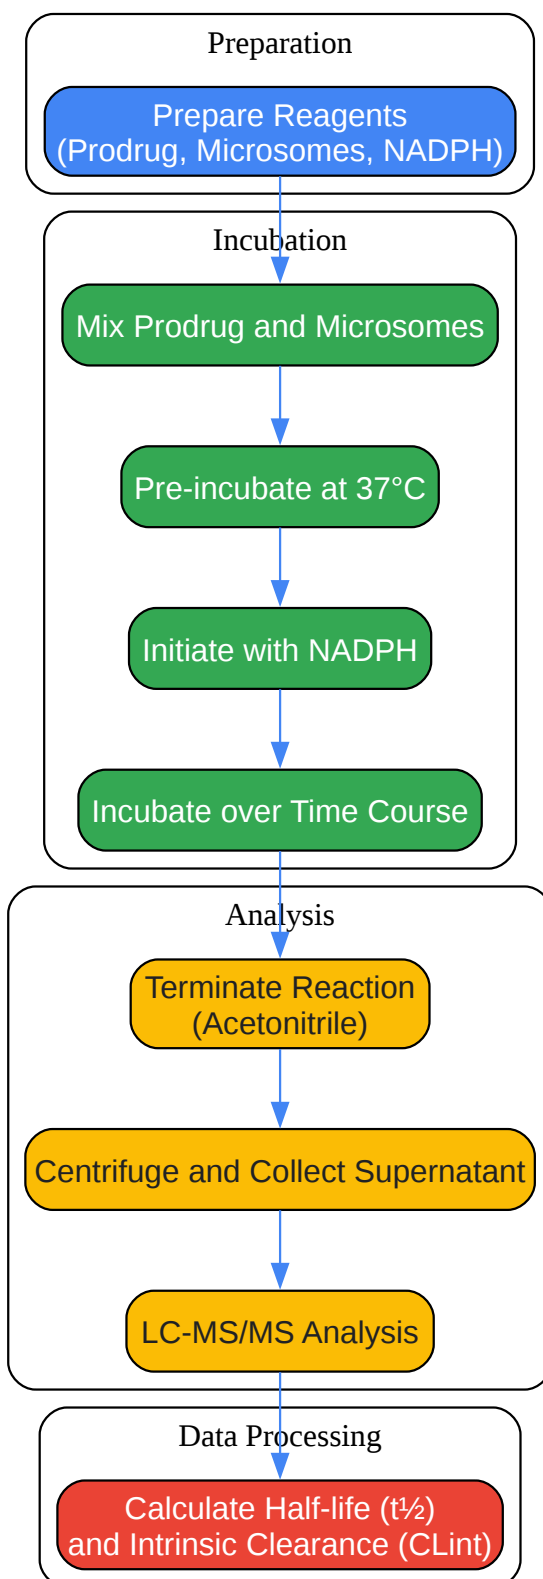 Preparation
Prepare Reagents
(Prodrug, Microsomes, NADPH)
Incubation
Mix Prodrug and Microsomes
Pre-incubate at 37°C
Initiate with NADPH
Incubate over Time Course
Analysis
Terminate Reaction
(Acetonitrile)
Centrifuge and Collect Supernatant
LC-MS/MS Analysis
Data Processing
Calculate Half-life (t½)
and Intrinsic Clearance (CLint)